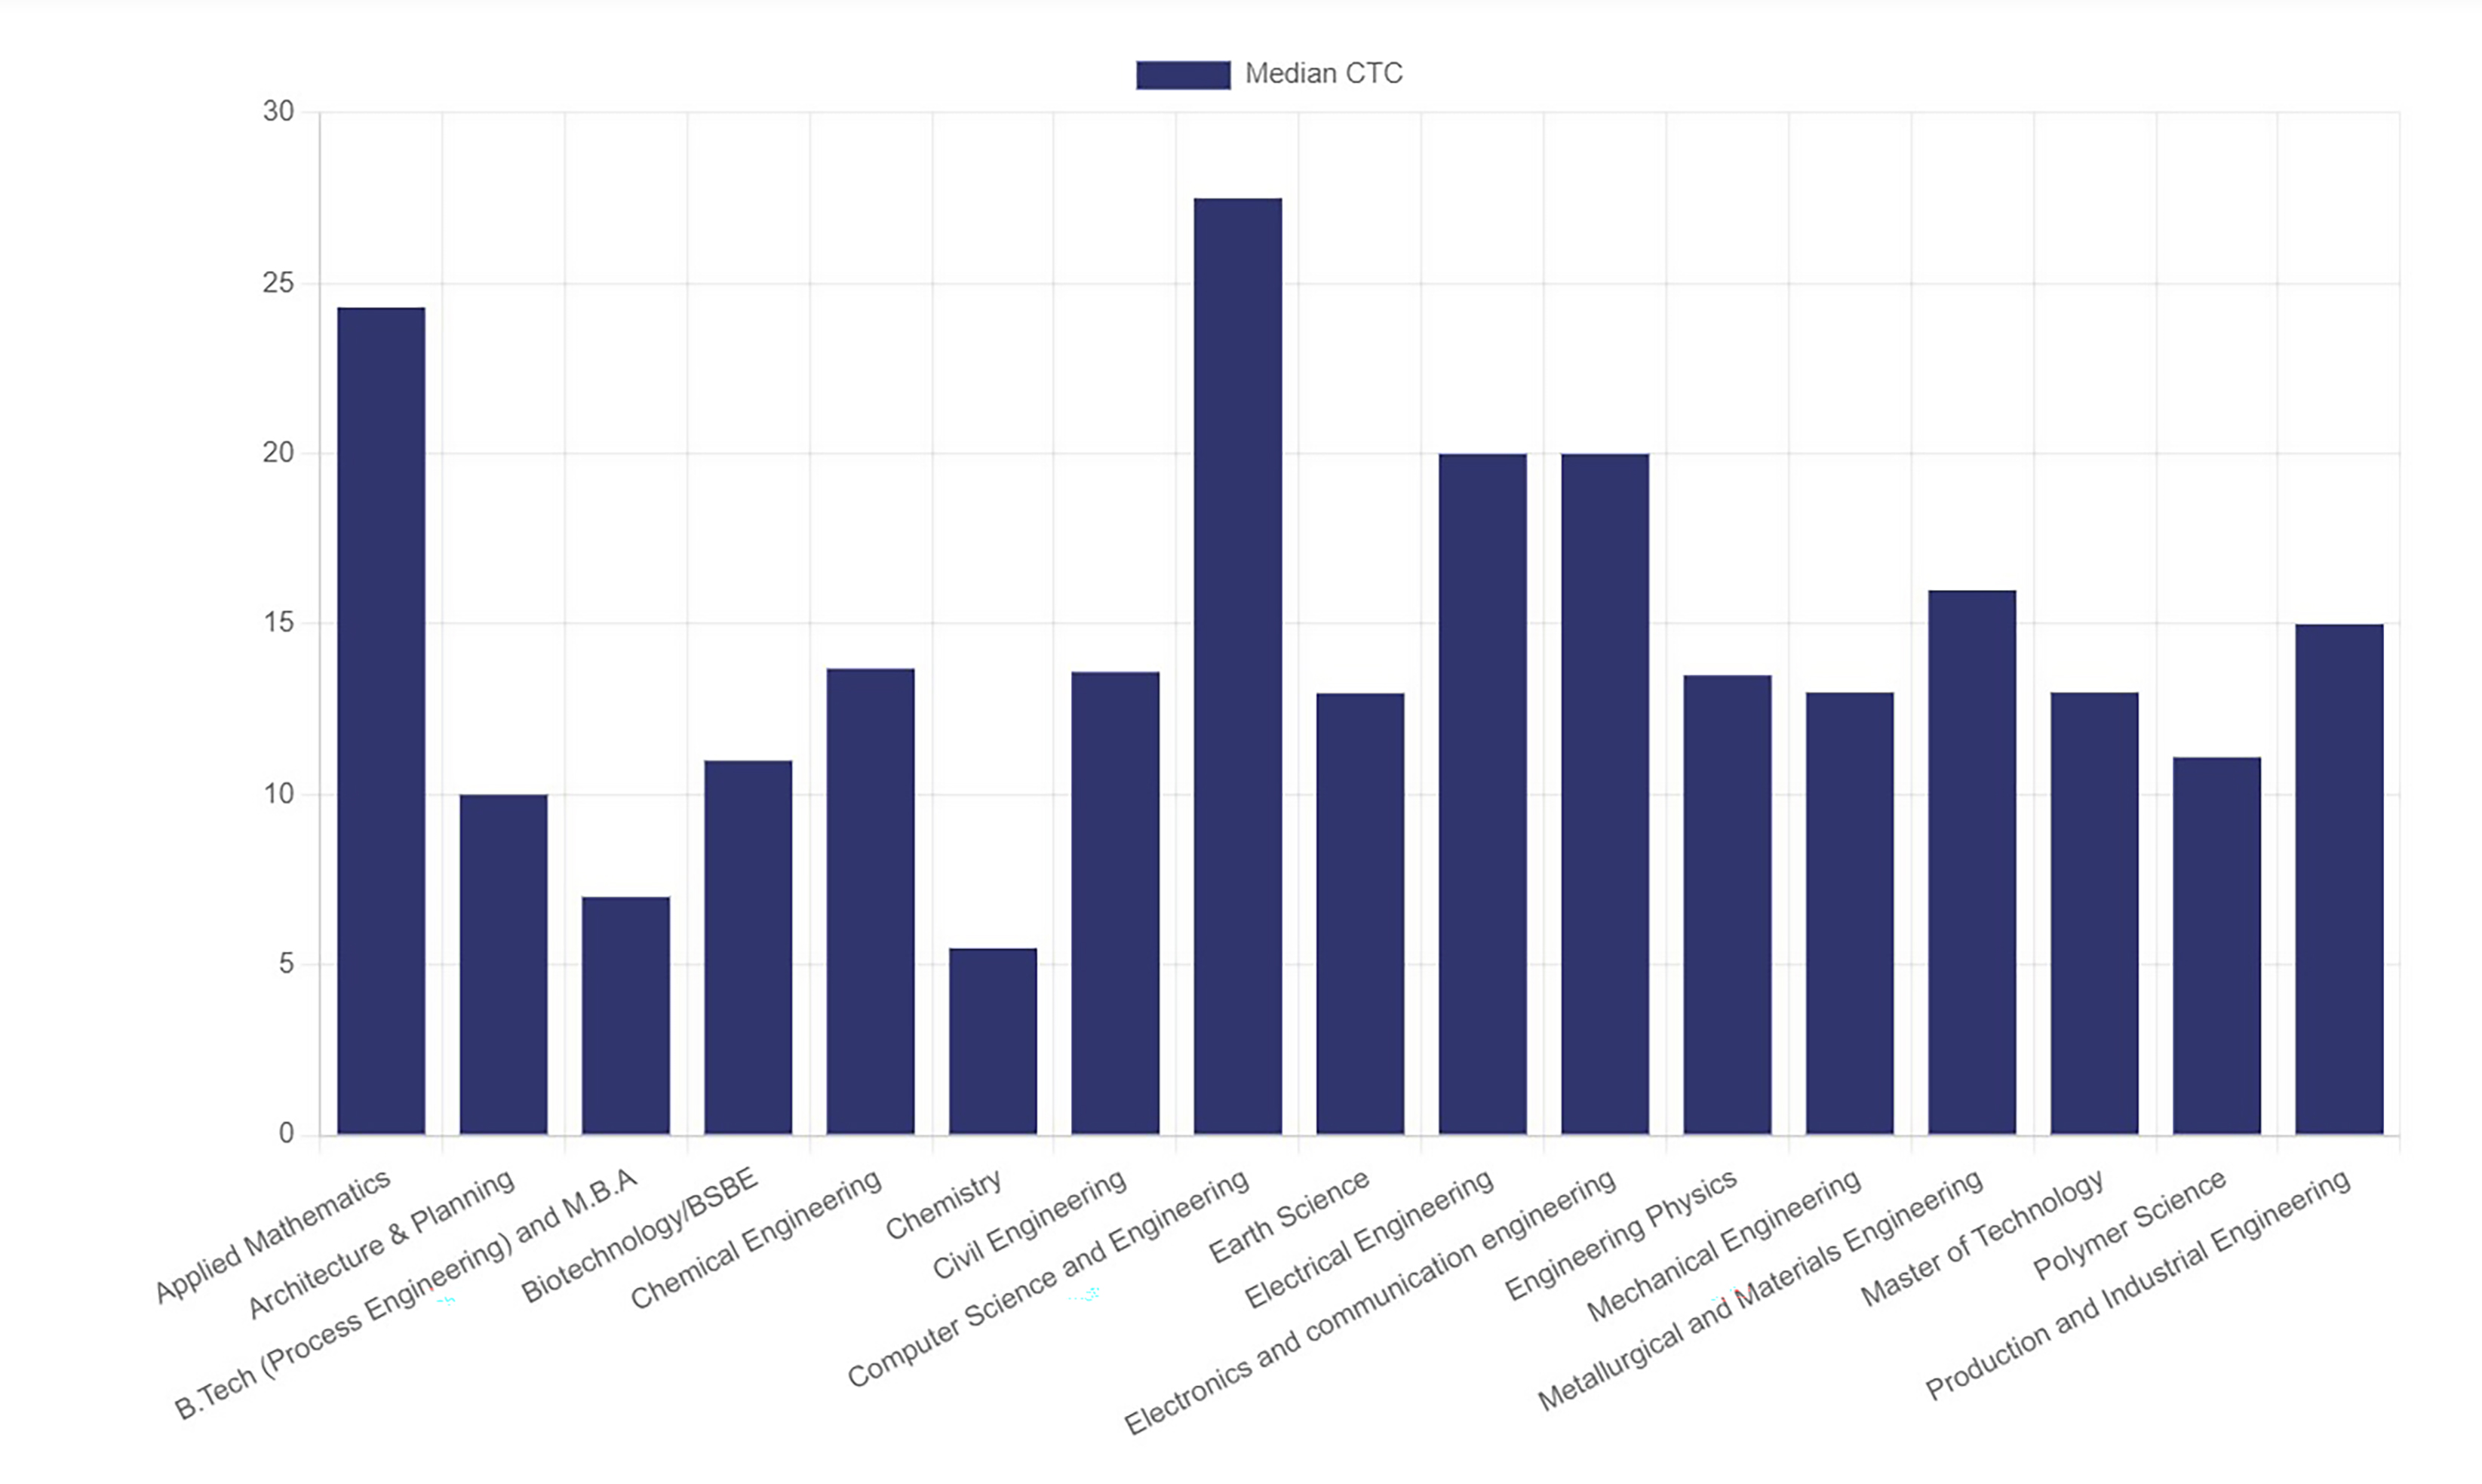 Median CTC
30
25
20
15
10
5
0
Applied Mathematics
Architecture & Planning
B.Tech (Process Engineering) and M.B.A
Biotechnology/BSBE
Chemical Engineering
Chemistry
Civil Engineering
Computer Science and Engineering
Earth Science
Electrical Engineering
Electronics and communication engineering
Engineering Physics
Mechanical Engineering
Metallurgical and Materials Engineering
Master of Technology
Polymer Science
Production and Industrial Engineering